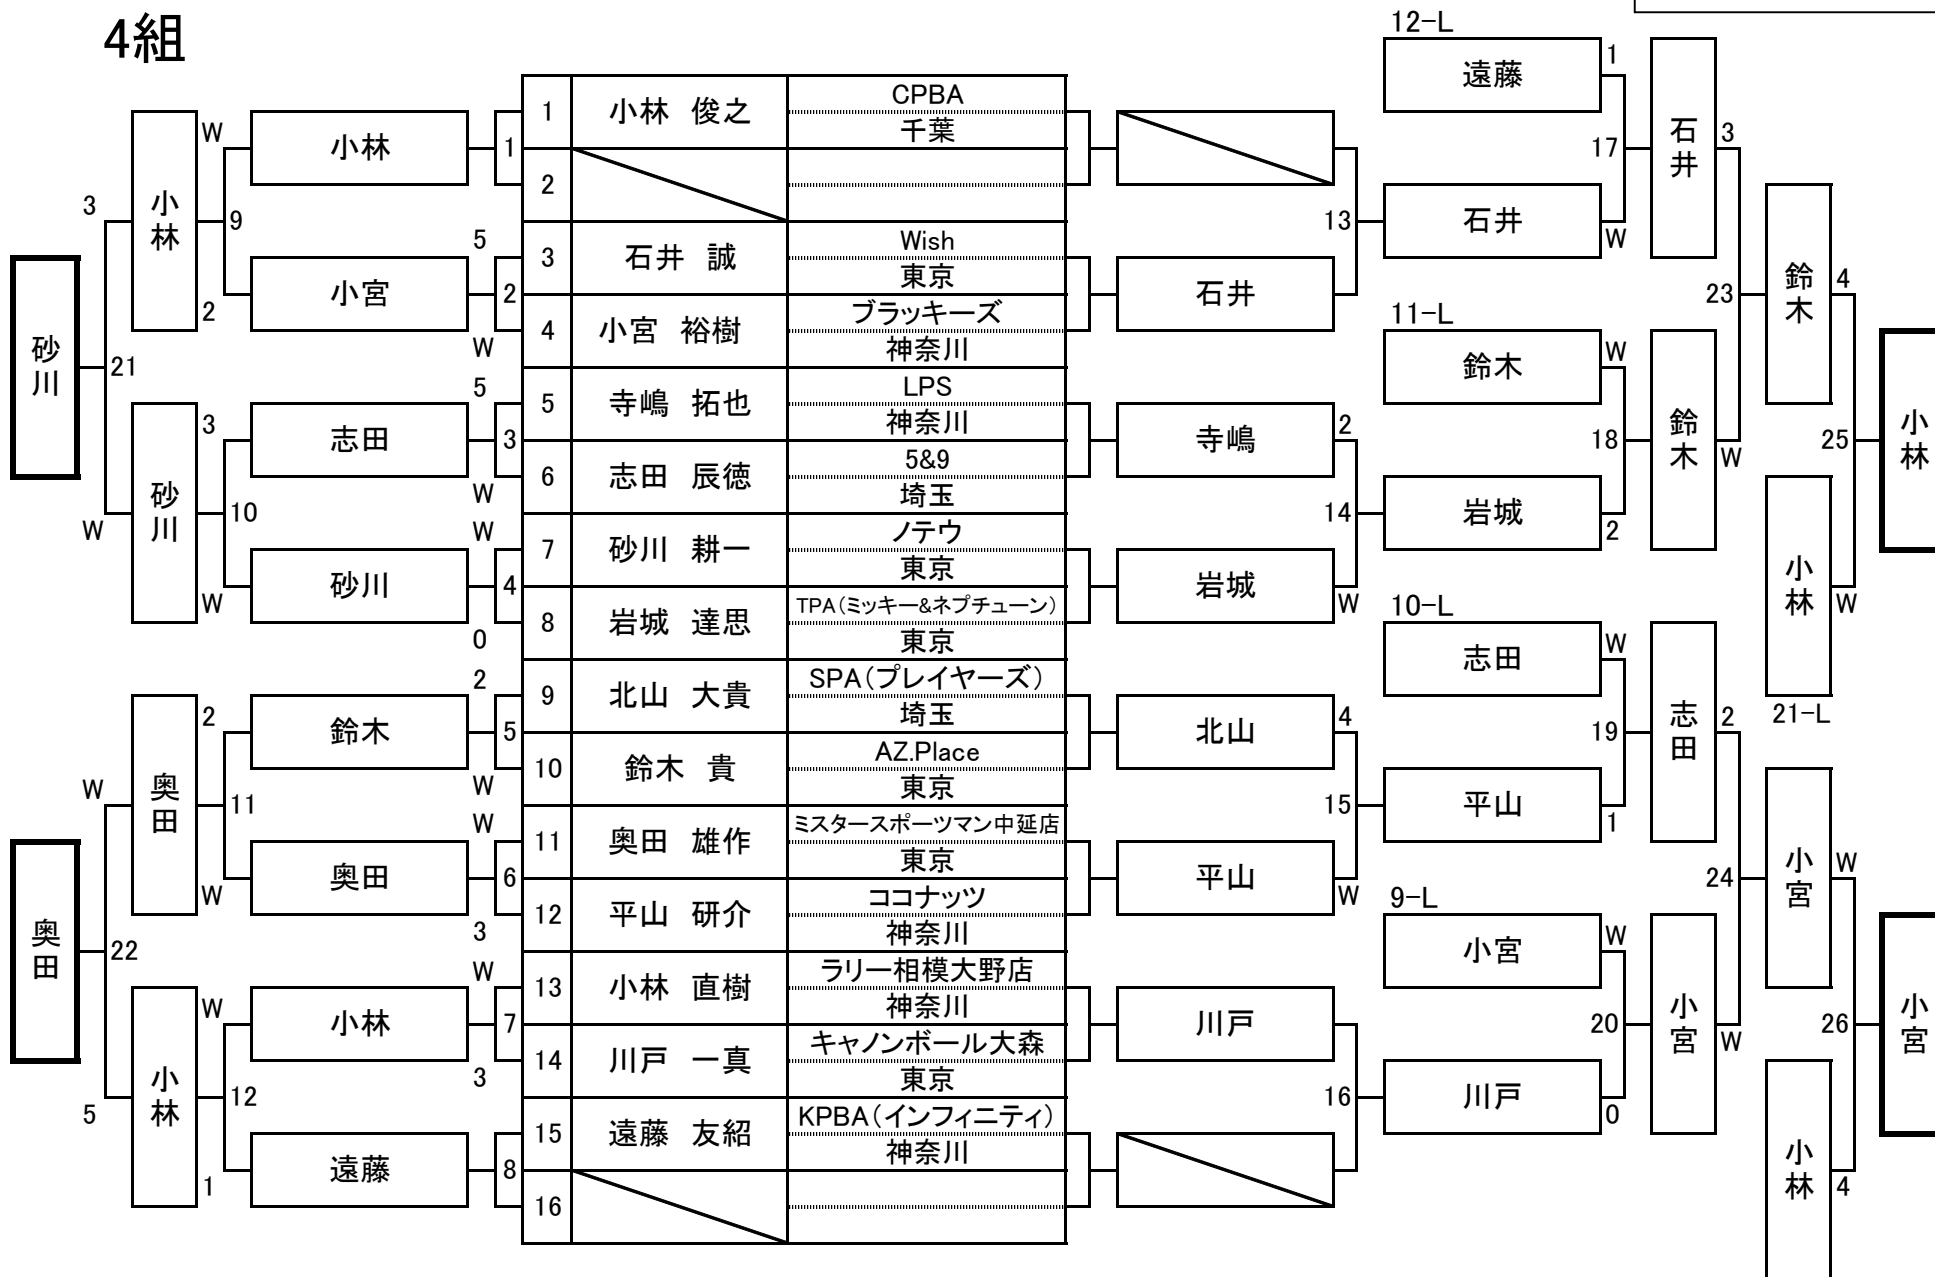 4組
1 小林 俊之 CPBA
千葉
2
3 石井 誠 Wish
東京
4 小宮 裕樹 ブラッキーズ
神奈川
5 寺嶋 拓也 LPS
神奈川
6 志田 辰徳 5&9
埼玉
7 砂川 耕一 ノテウ
東京
8 岩城 達思 TPA(ミッキー&ネプチューン)
東京
9 北山 大貴 SPA(プレイヤーズ)
埼玉
10 鈴木 貴 AZ.Place
東京
11 奥田 雄作 ミスタースポーツマン中延店
東京
12 平山 研介 ココナッツ
神奈川
13 小林 直樹 ラリー相模大野店
神奈川
14 川戸 一真 キャノンボール大森
東京
15 遠藤 友紹 KPBA(インフィニティ)
神奈川
16
1
5
2
W
5
3
W
W
4
0
2
5
W
W
6
3
W
7
3
8
小林
小宮
志田
砂川
鈴木
奥田
小林
遠藤
W
9
2
3
10
W
2
11
W
W
12
1
小林
砂川
奥田
小林
3
21
W
W
22
5
砂川
奥田
石井
寺嶋
2
岩城
W
北山
4
平山
W
川戸
13
14
15
16
12-L
遠藤
1
石井
W
11-L
鈴木
W
岩城
2
10-L
志田
W
平山
1
9-L
小宮
W
川戸
0
17
18
19
20
石井
3
鈴木
W
志田
2
小宮
W
23
24
鈴木
4
小林
W
21-L
小宮
W
小林
4
25
26
小林
小宮